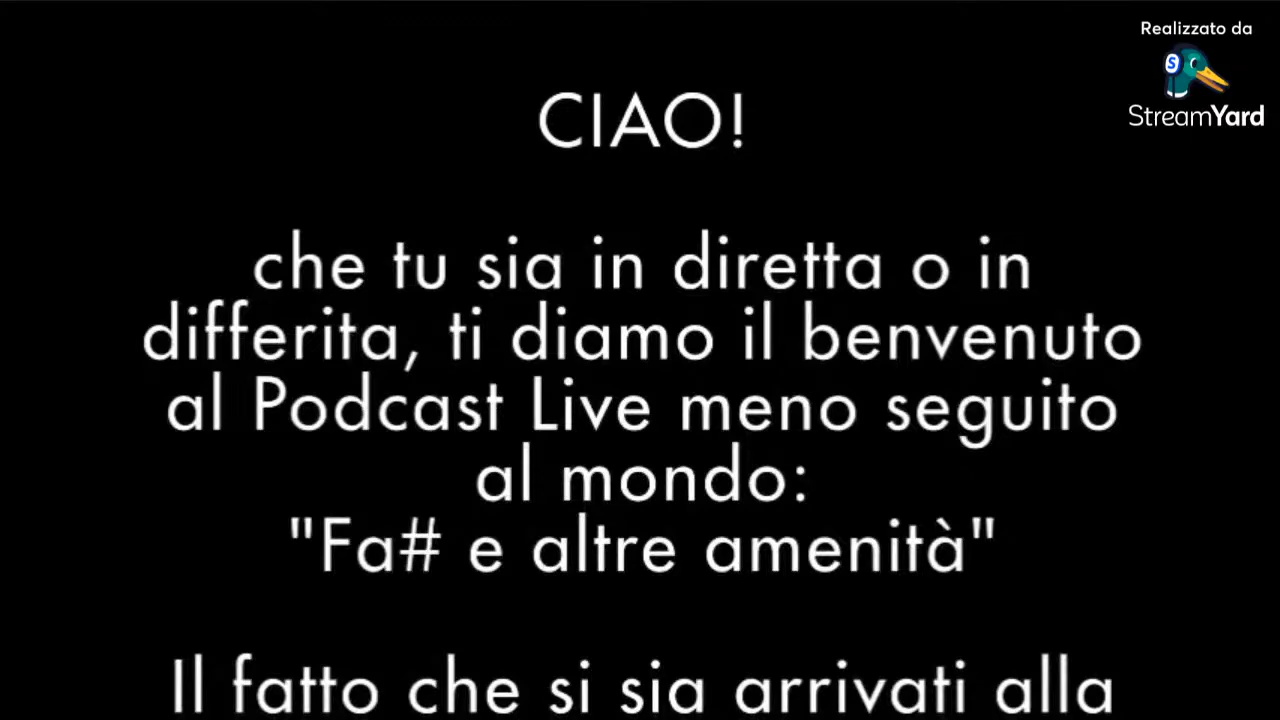 Realizzato da
S
StreamYard
CIAO!
che tu sia in diretta o in
differita, ti diamo il benvenuto
al Podcast Live meno seguito
al mondo:
"Fa# e altre amenità"
Il fatto che si sia arrivati alla